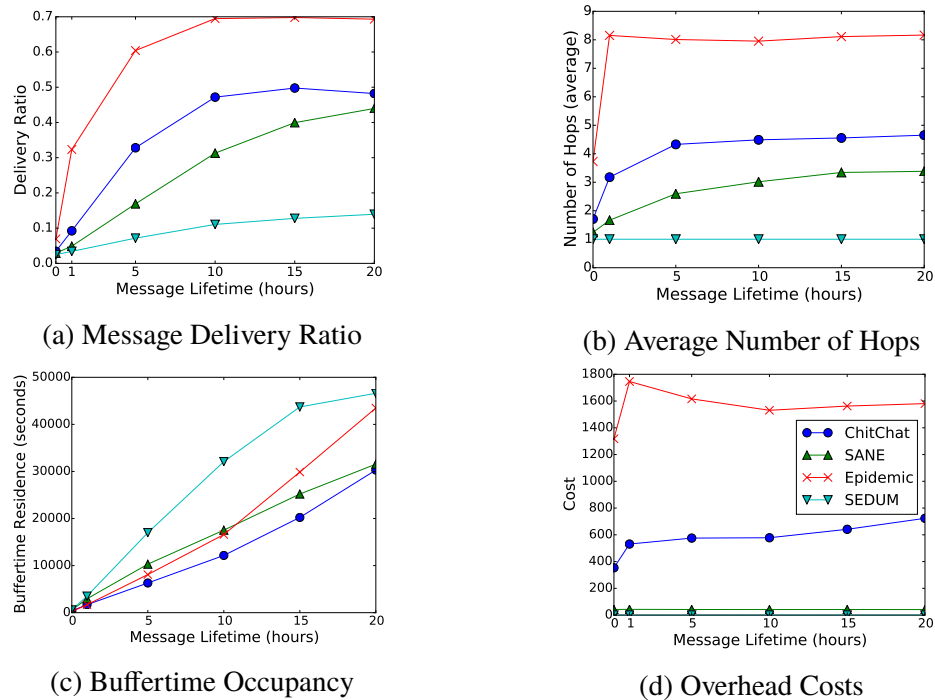 0.7
0.6
0.5
0.4
0.3
0.2
0.1
0.0
Delivery Ratio
0 1 5 10 15 20
Message Lifetime (hours)
(a) Message Delivery Ratio
9
8
7
6
5
4
3
2
1
0
Number of Hops (average)
0 1 5 10 15 20
Message Lifetime (hours)
(b) Average Number of Hops
50000
40000
30000
20000
10000
0
Buffertime Residence (seconds)
0 1 5 10 15 20
Message Lifetime (hours)
(c) Buffertime Occupancy
1800
1600
1400
1200
1000
800
600
400
200
0
Cost
ChitChat
SANE
Epidemic
SEDUM
0 1 5 10 15 20
Message Lifetime (hours)
(d) Overhead Costs